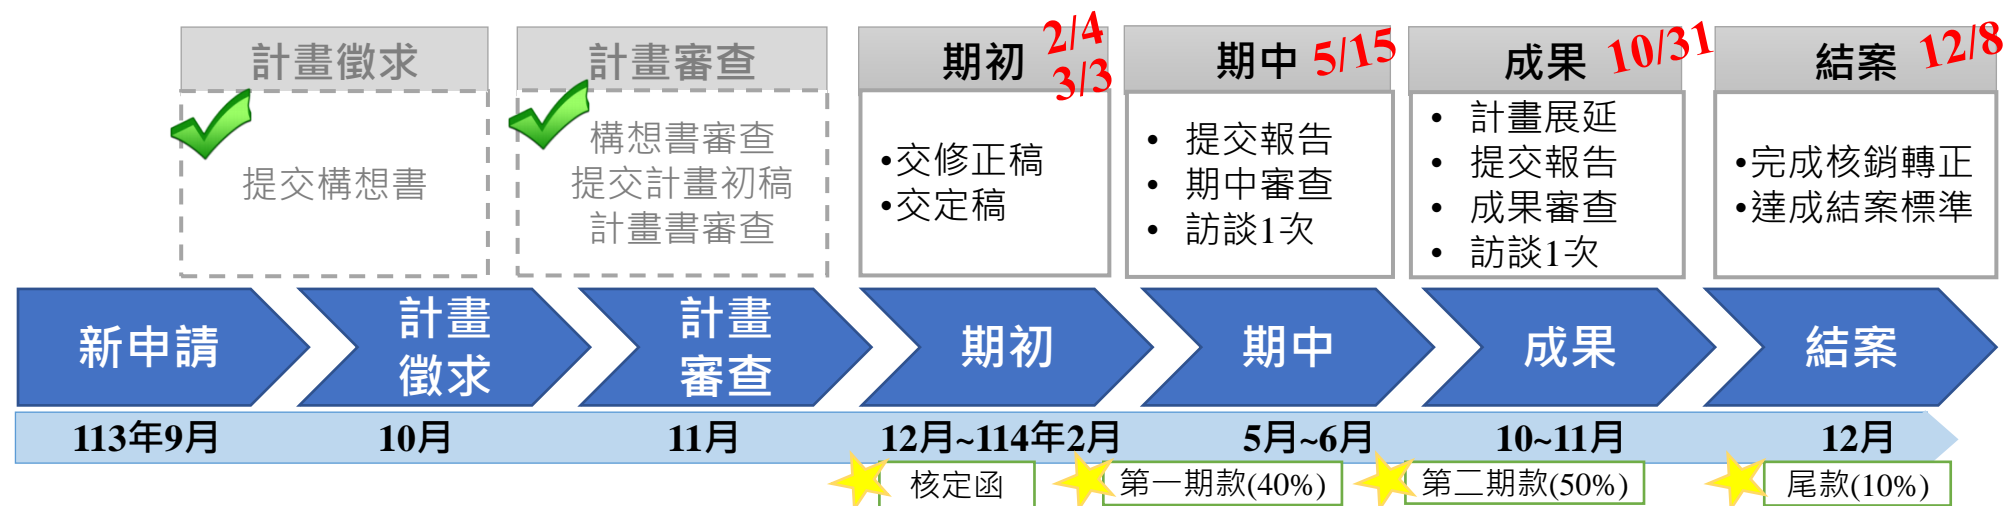 計畫徵求
提交構想書
計畫審查
構想書審查
提交計畫初稿
計畫書審查
期初
2/4
3/3
•交修正稿
•交定稿
期中
5/15
• 提交報告
• 期中審查
• 訪談1次
成果
10/31
• 計畫展延
• 提交報告
• 成果審查
• 訪談1次
結案
12/8
•完成核銷轉正
•達成結案標準
新申請
計畫
徵求
計畫
審查
期初
期中
成果
結案
113年9月
10月
11月
12月~114年2月
5月~6月
10~11月
12月
核定函
第一期款(40%)
第二期款(50%)
尾款(10%)